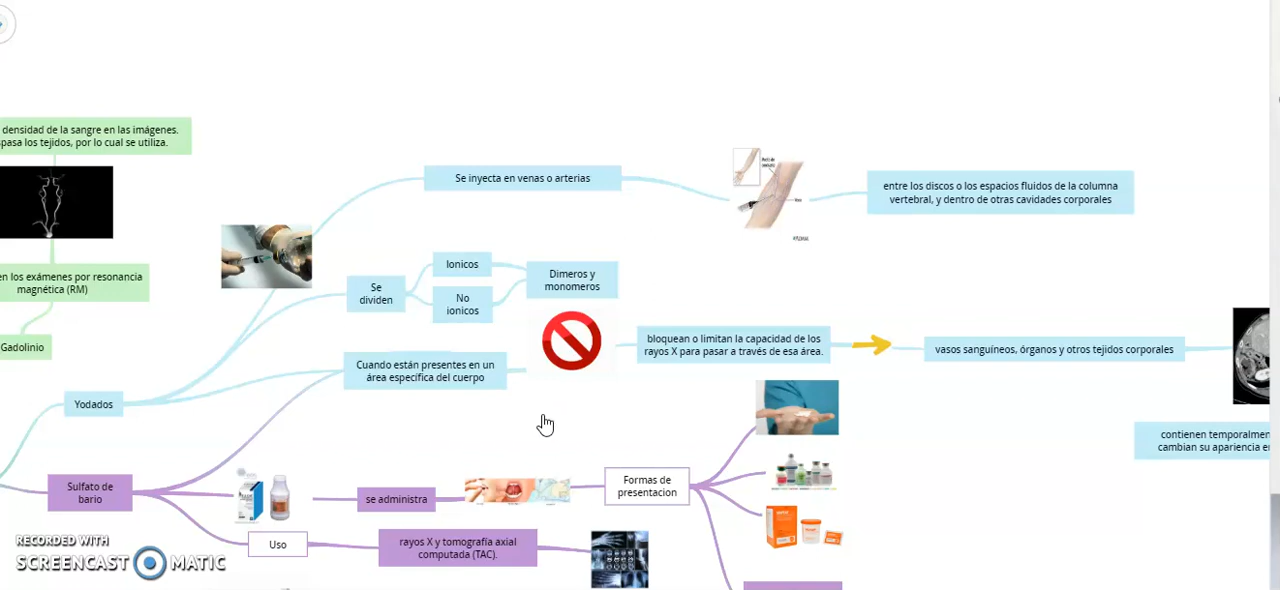 densidad de la sangre en las imágenes.
pasa los tejidos, por lo cual se utiliza.
en los exámenes por resonancia
magnética (RM)
Gadolinio
Se inyecta en venas o arterias
entre los discos o los espacios fluidos de la columna
vertebral, y dentro de otras cavidades corporales
Se
dividen
Ionicos
No
ionicos
Dimeros y
monomeros
Cuando están presentes en un
área específica del cuerpo
bloquean o limitan la capacidad de los
rayos X para pasar a través de esa área.
vasos sanguíneos, órganos y otros tejidos corporales
contienen temporalmen
cambian su apariencia en
Yodados
Sulfato de
bario
se administra
Formas de
presentacion
Uso
rayos X y tomografía axial
computada (TAC).
RECORDED WITH
SCREENCAST MATIC